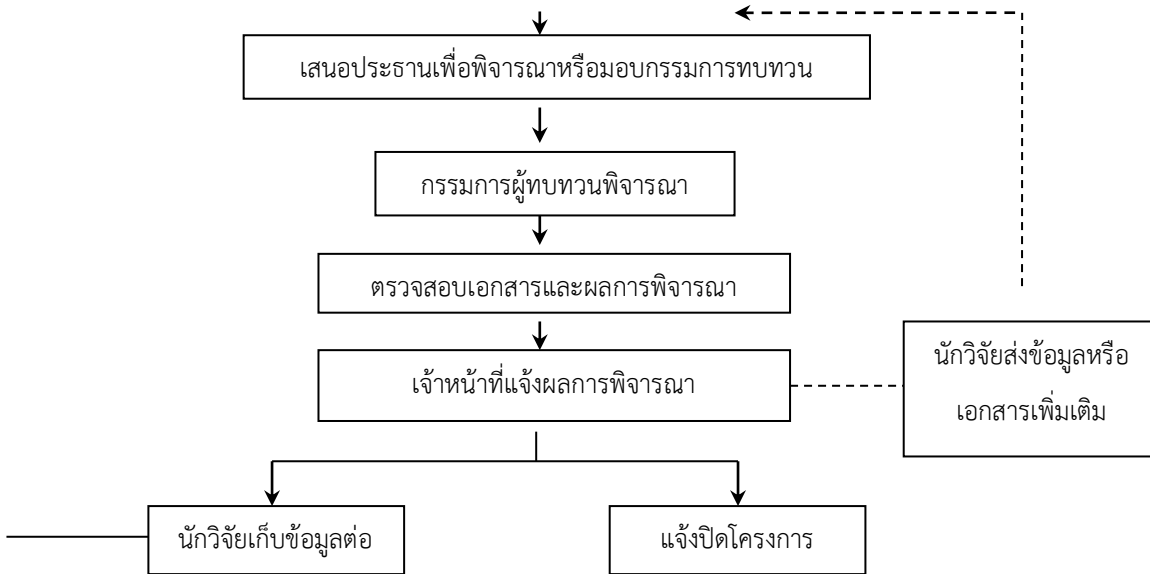 เสนอประธานเพื่อพิจารณาหรือมอบกรรมการทบทวน
กรรมการผู้ทบทวนพิจารณา
ตรวจสอบเอกสารและผลการพิจารณา
เจ้าหน้าที่แจ้งผลการพิจารณา
นักวิจัยส่งข้อมูลหรือ
เอกสารเพิ่มเติม
นักวิจัยเก็บข้อมูลต่อ
แจ้งปิดโครงการ